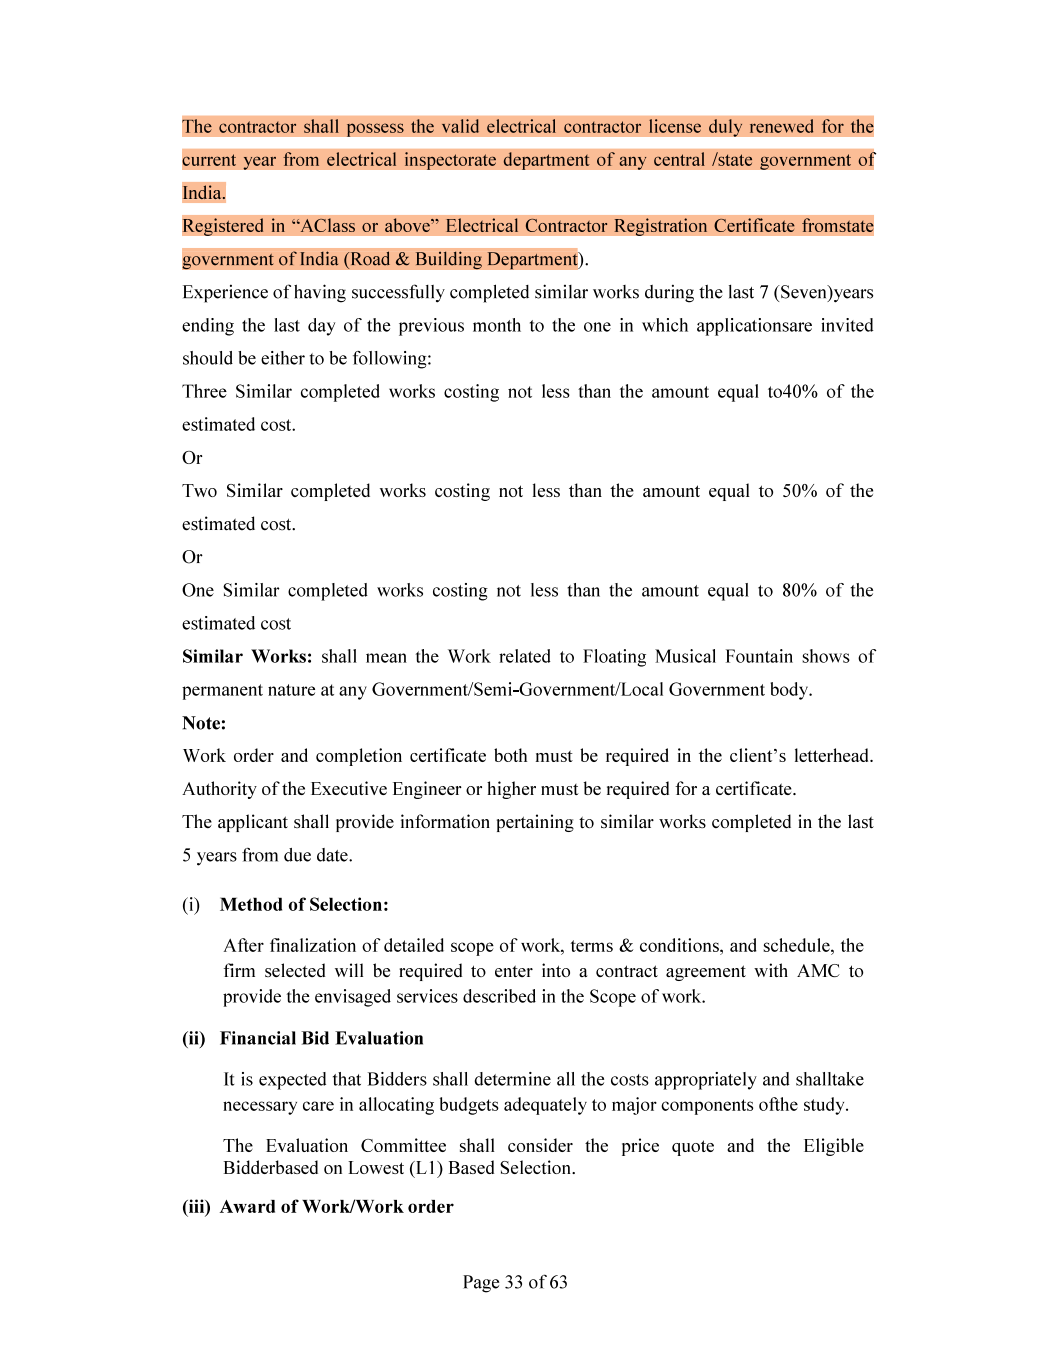 The contractor shall possess the valid electrical contractor license duly renewed for the
current year from electrical inspectorate department of any central /state government of
India.
Registered in “AClass or above” Electrical Contractor Registration Certificate fromstate
government of India (Road & Building Department).
Experience of having successfully completed similar works during the last 7 (Seven)years
ending the last day of the previous month to the one in which applicationsare invited
should be either to be following:
Three Similar completed works costing not less than the amount equal to40% of the
estimated cost.
Or
Two Similar completed works costing not less than the amount equal to 50% of the
estimated cost.
Or
One Similar completed works costing not less than the amount equal to 80% of the
estimated cost
Similar Works: shall mean the Work related to Floating Musical Fountain shows of
permanent nature at any Government/Semi-Government/Local Government body.
Note:
Work order and completion certificate both must be required in the client’s letterhead.
Authority of the Executive Engineer or higher must be required for a certificate.
The applicant shall provide information pertaining to similar works completed in the last
5 years from due date.
(i) Method of Selection:
After finalization of detailed scope of work, terms & conditions, and schedule, the
firm selected will be required to enter into a contract agreement with AMC to
provide the envisaged services described in the Scope of work.
(ii) Financial Bid Evaluation
It is expected that Bidders shall determine all the costs appropriately and shalltake
necessary care in allocating budgets adequately to major components ofthe study.
The Evaluation Committee shall consider the price quote and the Eligible
Bidderbased on Lowest (L1) Based Selection.
(iii) Award of Work/Work order
Page 33 of 63